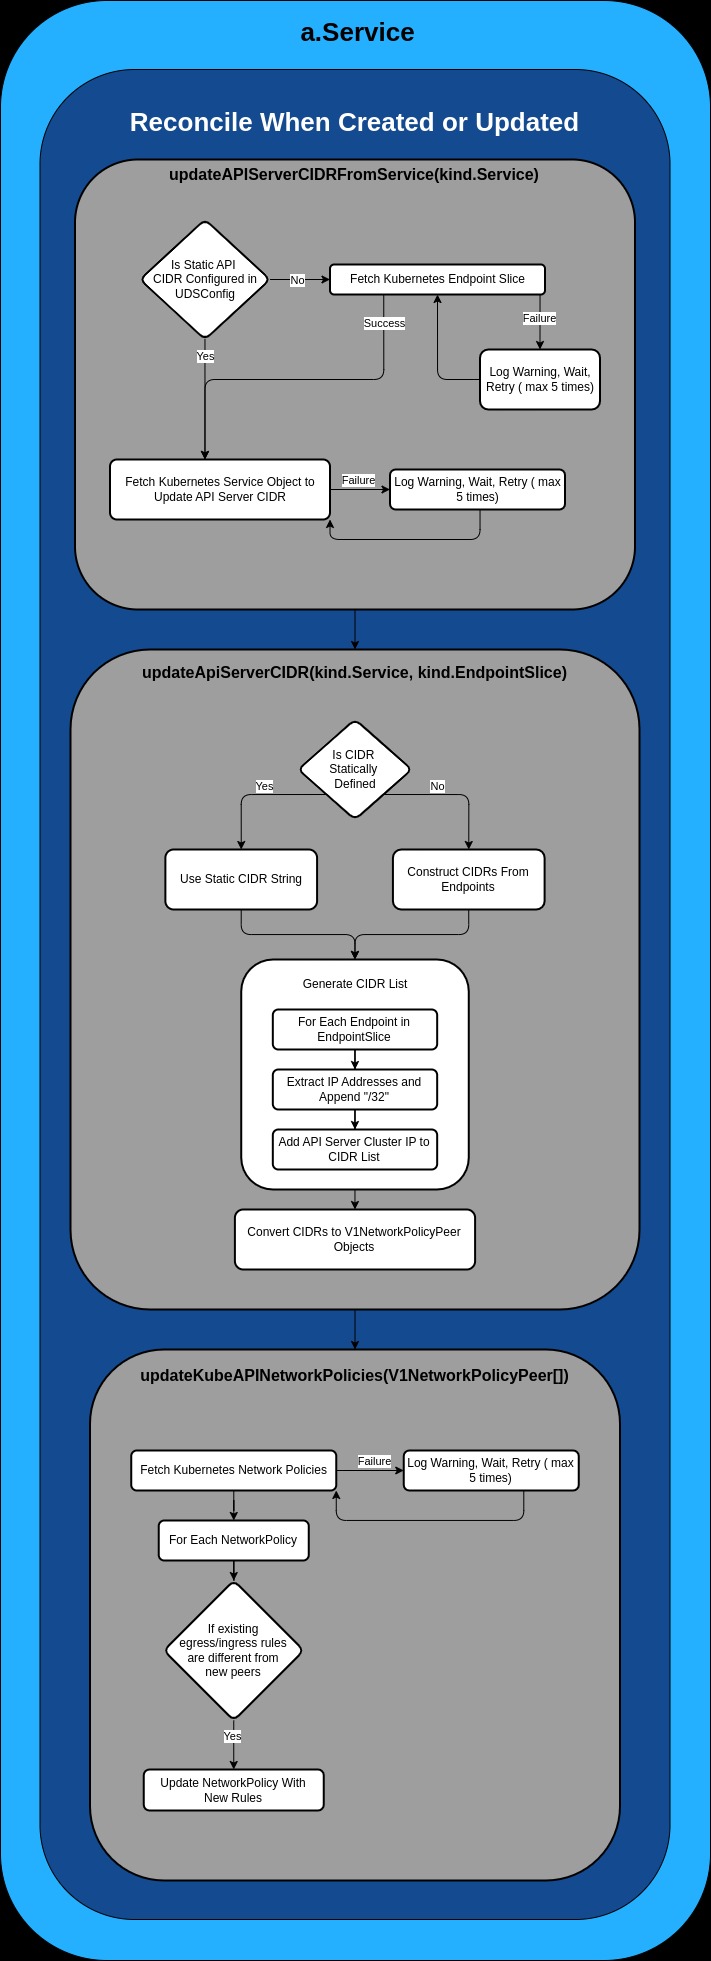 a.Service
Reconcile When Created or Updated
updateAPIServerCIDRFromService(kind.Service)
Is Static API
CIDR Configured in
UDSConfig
No
Fetch Kubernetes Endpoint Slice
Success
Failure
Yes
Log Warning, Wait,
Retry ( max 5 times)
Fetch Kubernetes Service Object to
Update API Server CIDR
Failure
Log Warning, Wait, Retry ( max
5 times)
updateApiServerCIDR(kind.Service, kind.EndpointSlice)
Is CIDR
Statically
Defined
Yes
No
Use Static CIDR String
Construct CIDRs From
Endpoints
Generate CIDR List
For Each Endpoint in
EndpointSlice
Extract IP Addresses and
Append "/32"
Add API Server Cluster IP to
CIDR List
Convert CIDRs to V1NetworkPolicyPeer
Objects
updateKubeAPINetworkPolicies(V1NetworkPolicyPeer[])
Fetch Kubernetes Network Policies
Failure
Log Warning, Wait, Retry ( max
5 times)
For Each NetworkPolicy
If existing
egress/ingress rules
are different from
new peers
Yes
Update NetworkPolicy With
New Rules